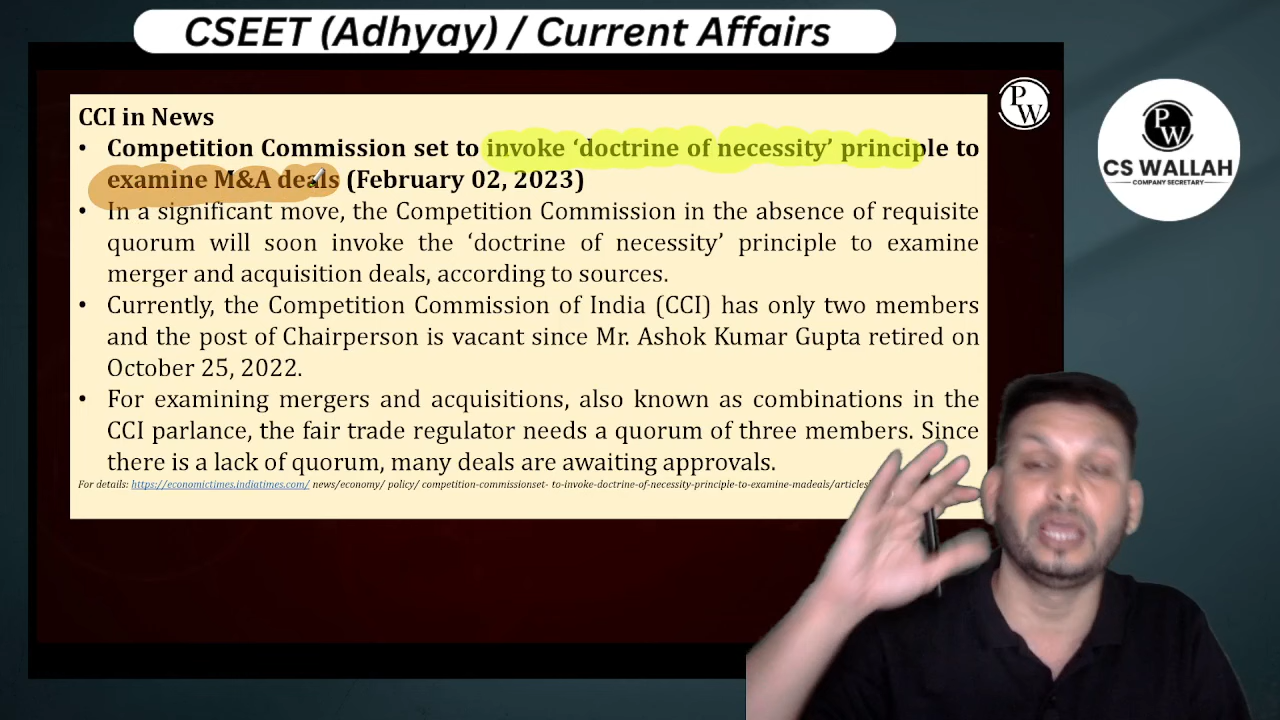 CSEET (Adhyay) / Current Affairs
PW
PW
CS WALLAH
COMPANY SECRETARY
CCI in News
• Competition Commission set to invoke ‘doctrine of necessity’ principle to
examine M&A deals (February 02, 2023)
• In a significant move, the Competition Commission in the absence of requisite
quorum will soon invoke the ‘doctrine of necessity’ principle to examine
merger and acquisition deals, according to sources.
• Currently, the Competition Commission of India (CCI) has only two members
and the post of Chairperson is vacant since Mr. Ashok Kumar Gupta retired on
October 25, 2022.
• For examining mergers and acquisitions, also known as combinations in the
CCI parlance, the fair trade regulator needs a quorum of three members. Since
there is a lack of quorum, many deals are awaiting approvals.
For details: https://economictimes.indiatimes.com/ news/economy/ policy/ competition-commissionset- to-invoke-doctrine-of-necessity-principle-to-examine-madeals/articles